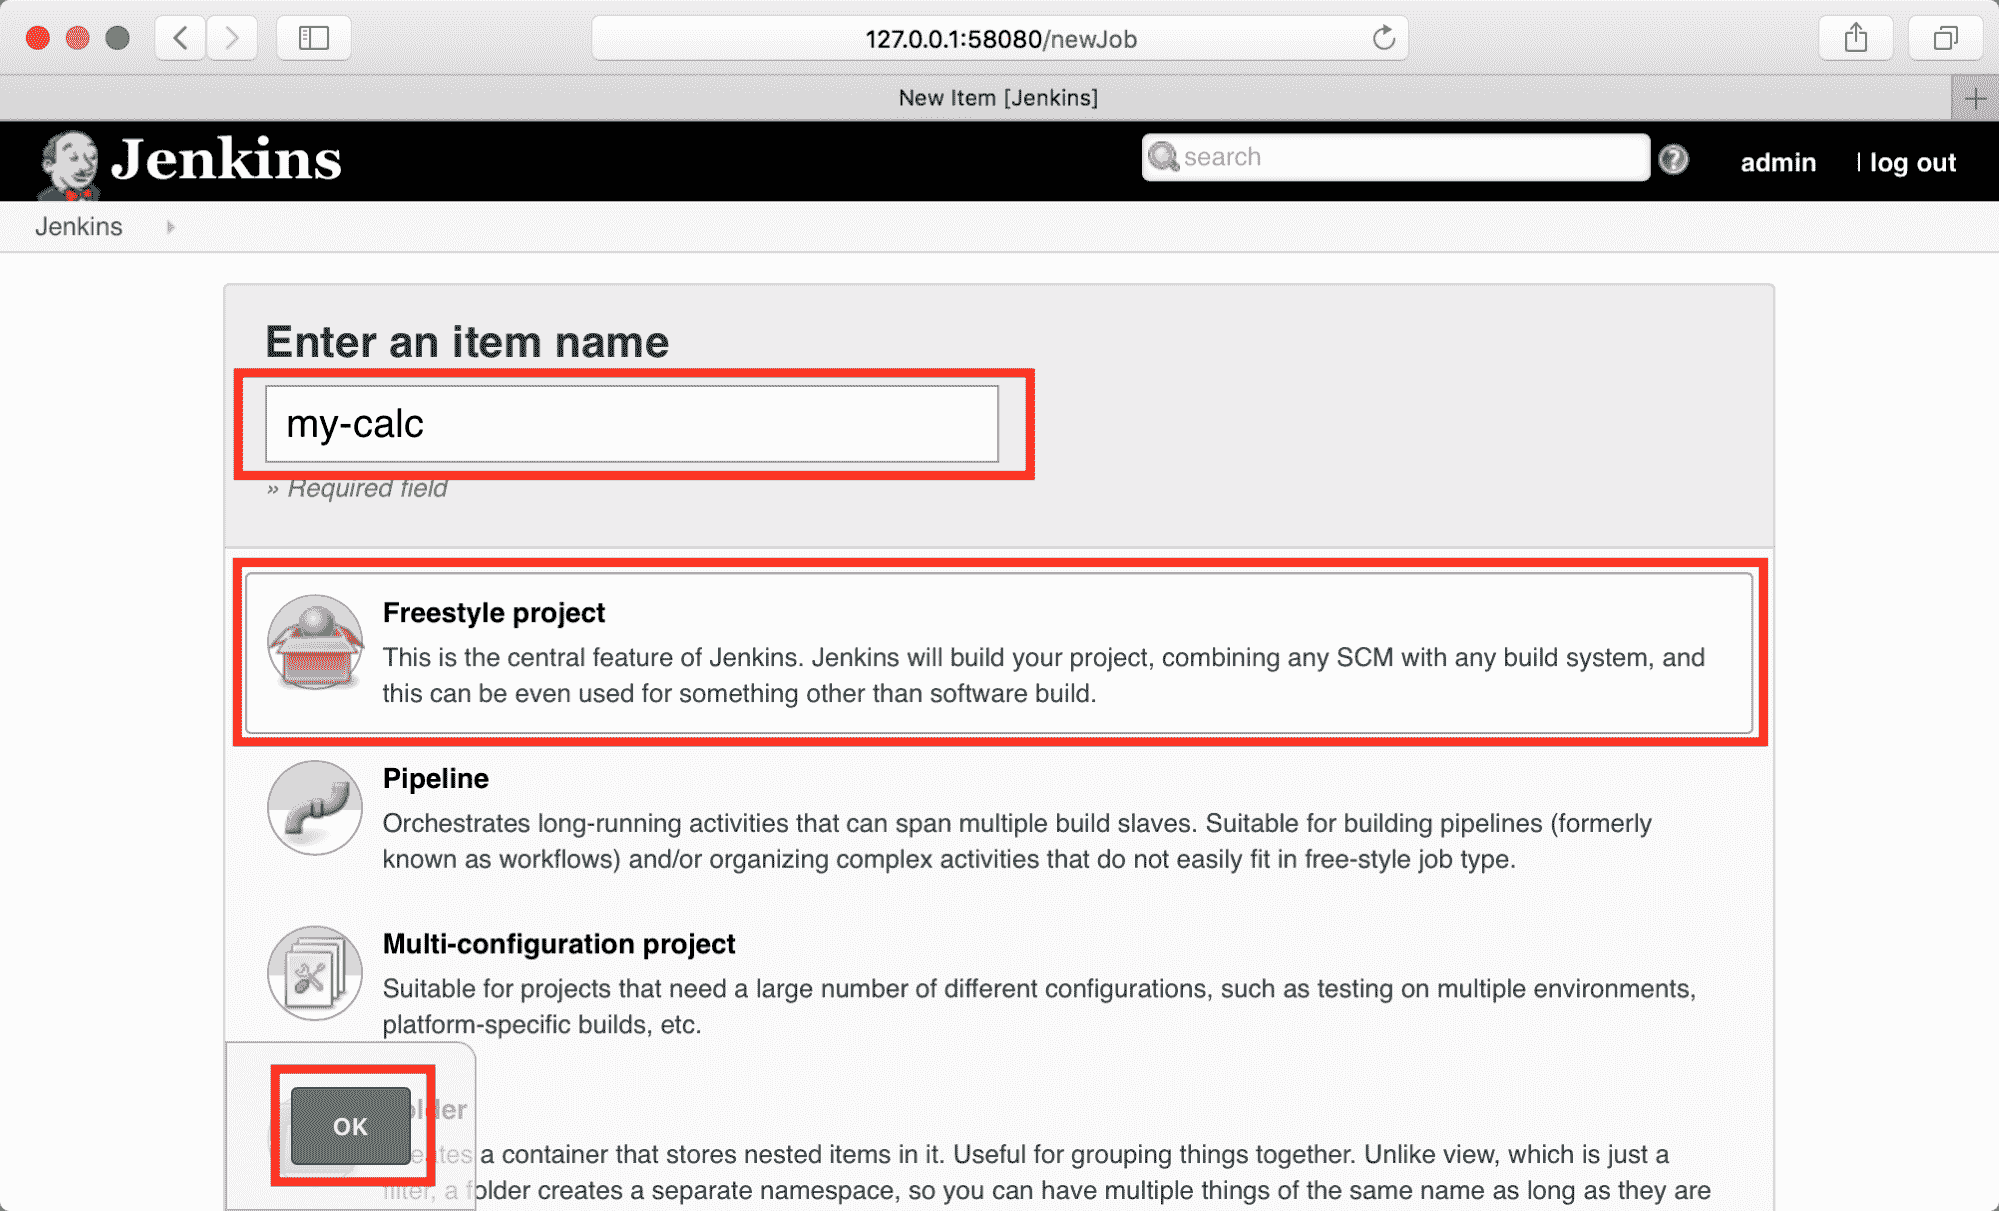 127.0.0.1:58080/newJob
New Item [Jenkins]
Jenkins
search
admin
| log out
Jenkins
Enter an item name
my-calc
» Required field
Freestyle project
This is the central feature of Jenkins. Jenkins will build your project, combining any SCM with any build system, and
this can be even used for something other than software build.
Pipeline
Orchestrates long-running activities that can span multiple build slaves. Suitable for building pipelines (formerly
known as workflows) and/or organizing complex activities that do not easily fit in free-style job type.
Multi-configuration project
Suitable for projects that need a large number of different configurations, such as testing on multiple environments,
platform-specific builds, etc.
OK
a container that stores nested items in it. Useful for grouping things together. Unlike view, which is just a
filter, a folder creates a separate namespace, so you can have multiple things of the same name as long as they are